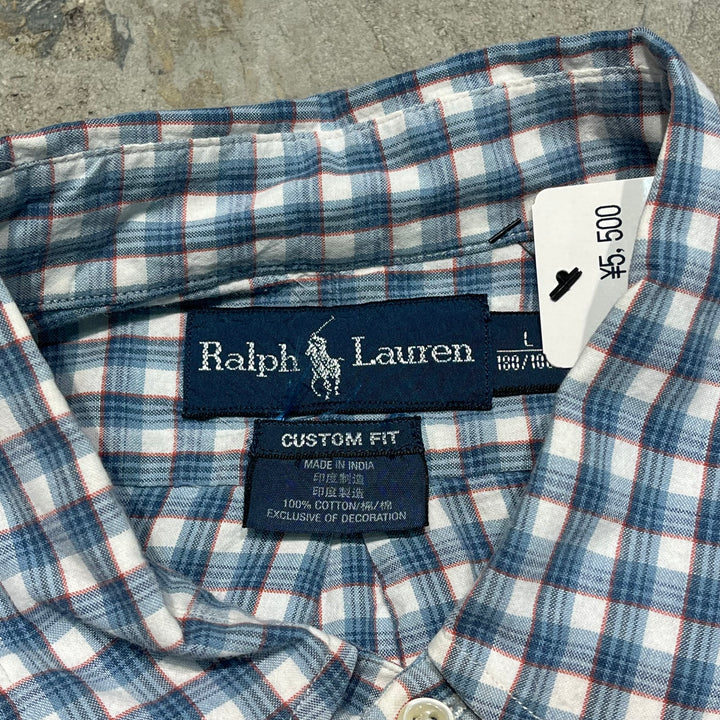 ¥5,500
Ralph Lauren
L
CUSTOM FIT
MADE IN INDIA
印度制造
印度製造
100% COTTON/棉/棉
EXCLUSIVE OF DECORATION